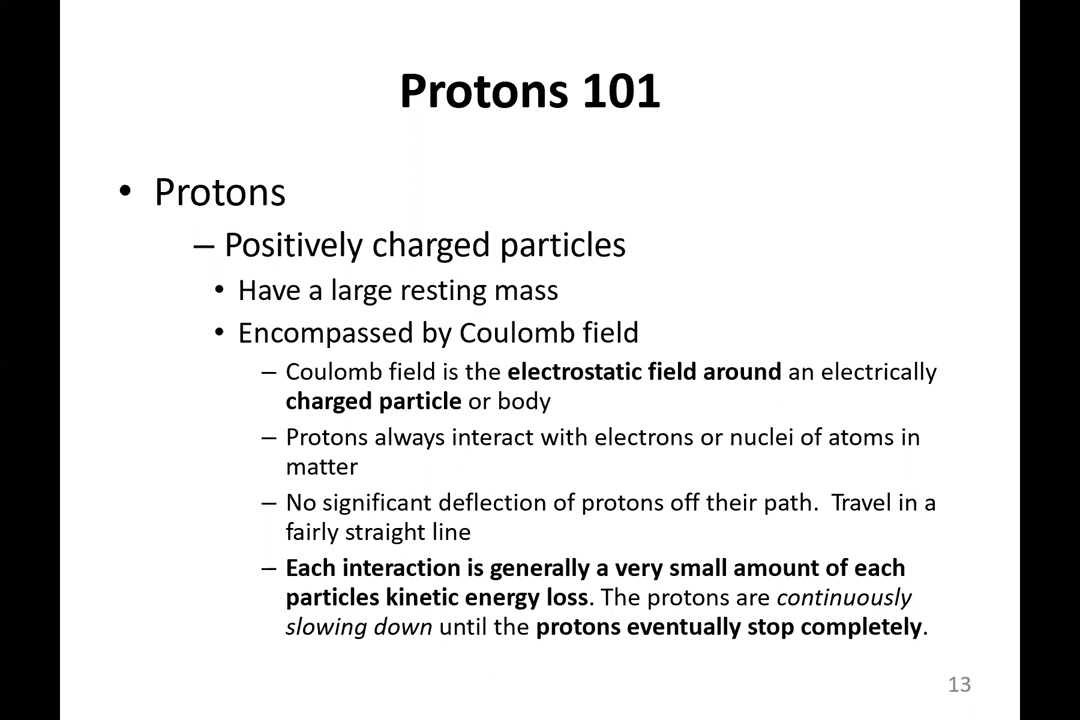 Protons 101
• Protons
– Positively charged particles
• Have a large resting mass
• Encompassed by Coulomb field
– Coulomb field is the electrostatic field around an electrically
charged particle or body
– Protons always interact with electrons or nuclei of atoms in
matter
– No significant deflection of protons off their path.  Travel in a
fairly straight line
– Each interaction is generally a very small amount of each
particles kinetic energy loss. The protons are continuously
slowing down until the protons eventually stop completely.
13